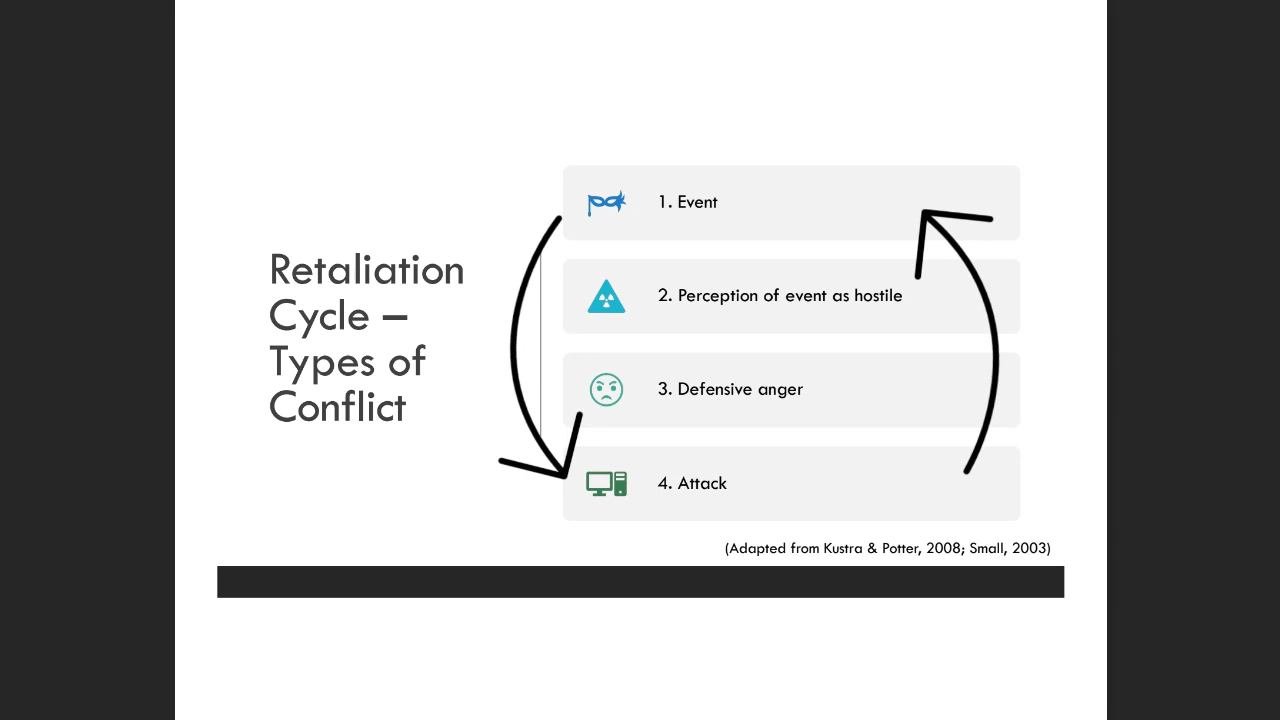 Retaliation
Cycle –
Types of
Conflict
1. Event
2. Perception of event as hostile
3. Defensive anger
4. Attack
(Adapted from Kustra & Potter, 2008; Small, 2003)